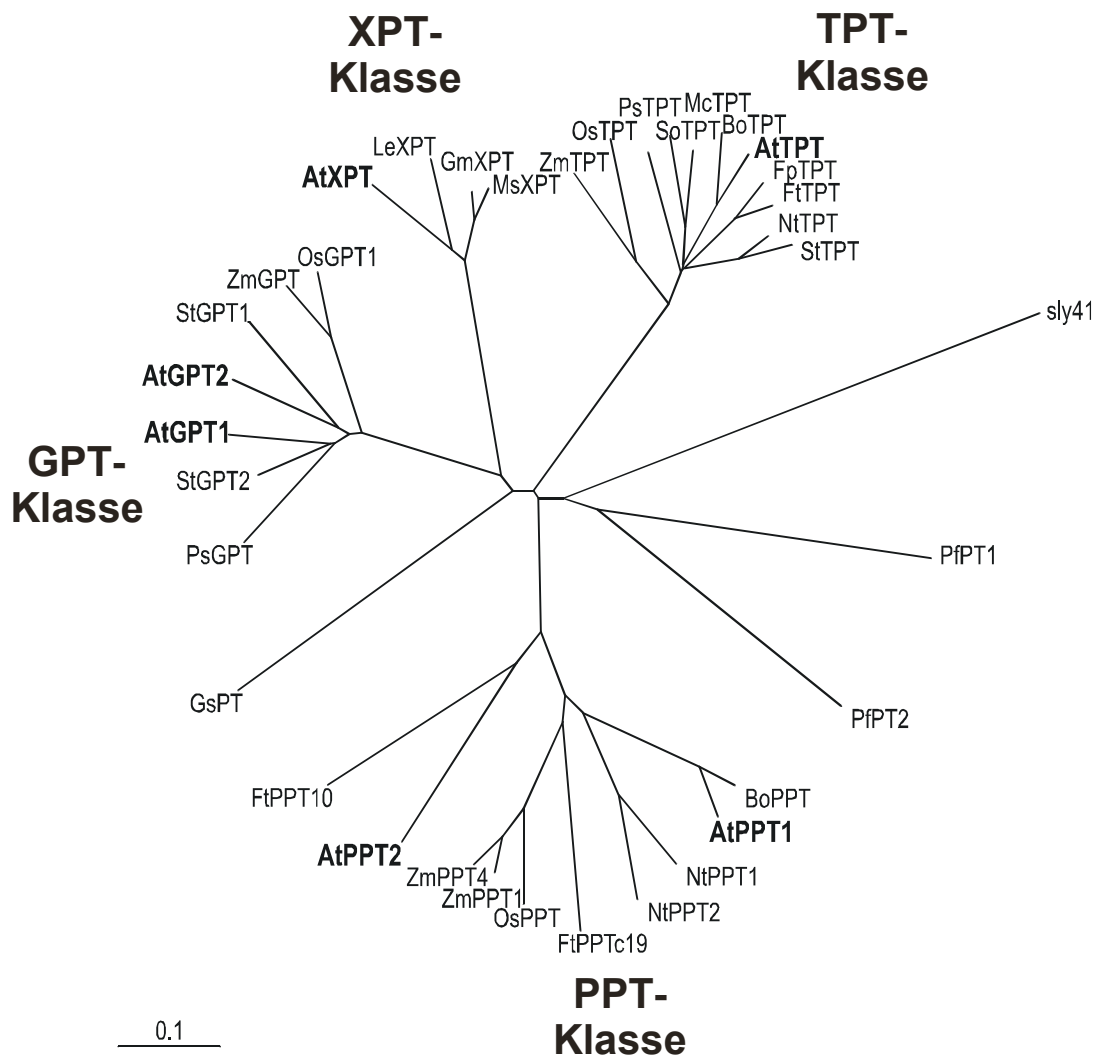 XPT-
Klasse
TPT-
Klasse
PsTPT
McTPT
OsTPT
SoTPT
BoTPT
LeXPT
GmXPT
ZmTPT
AtTPT
AtXPT
MsXPT
FpTPT
FtTPT
NtTPT
StTPT
OsGPT1
ZmGPT
StGPT1
sly41
AtGPT2
AtGPT1
GPT-
Klasse
StGPT2
PsGPT
PfPT1
GsPT
PfPT2
FtPPT10
BoPPT
AtPPT1
AtPPT2
ZmPPT4
NtPPT1
ZmPPT1
OsPPT
NtPPT2
FtPPTc19
PPT-
Klasse
0.1